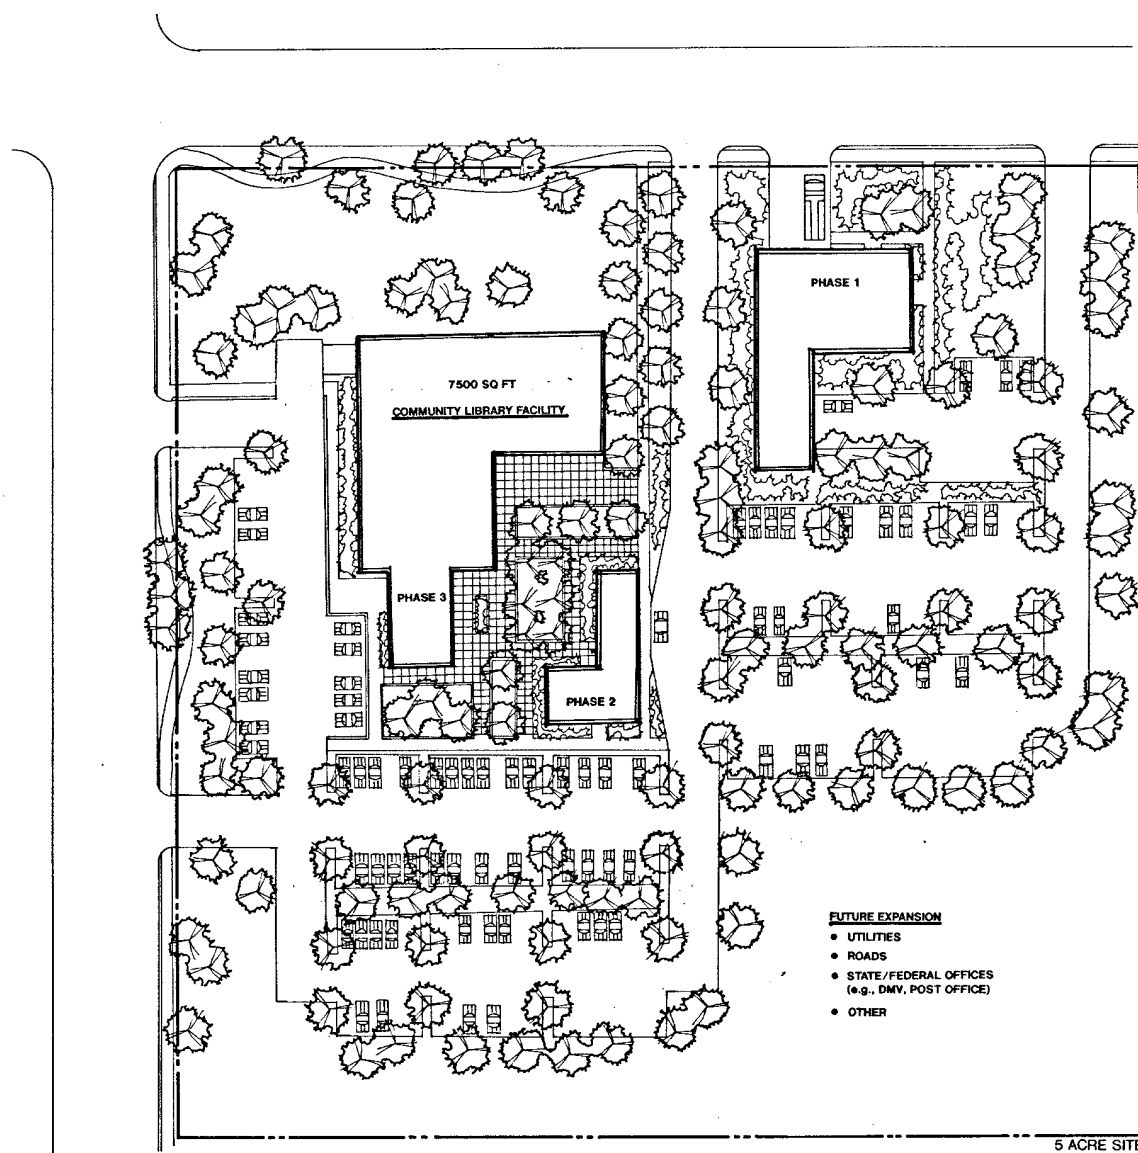 PHASE 1
7500 SQ FT
COMMUNITY LIBRARY FACILITY
PHASE 3
PHASE 2
FUTURE EXPANSION
• UTILITIES
• ROADS
• STATE/FEDERAL OFFICES
(e.g., DMV, POST OFFICE)
• OTHER
5 ACRE SITE